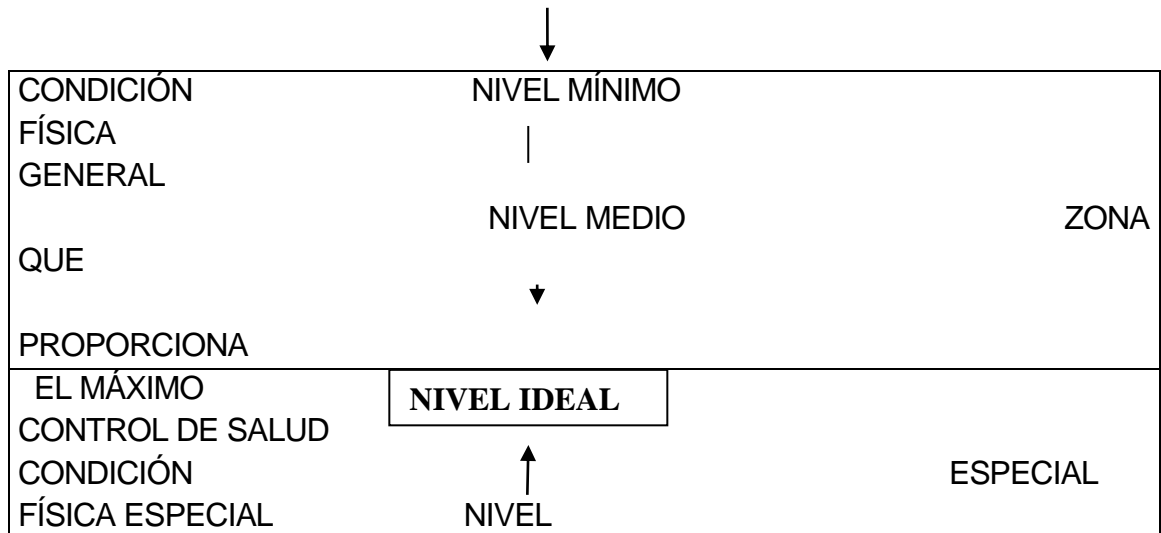 CONDICIÓN NIVEL MÍNIMO
FÍSICA
GENERAL
NIVEL MEDIO ZONA
QUE
PROPORCIONA
EL MÁXIMO NIVEL IDEAL
CONTROL DE SALUD
CONDICIÓN ESPECIAL
FÍSICA ESPECIAL NIVEL